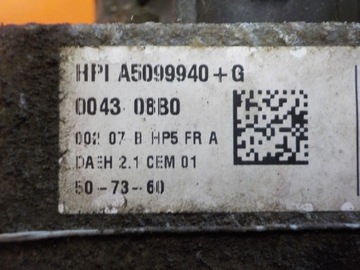 HPI A5099940+G
0043 08B0
002 07 B HP5 FR A
DAEH 2.1 CEM 01
50-73-60